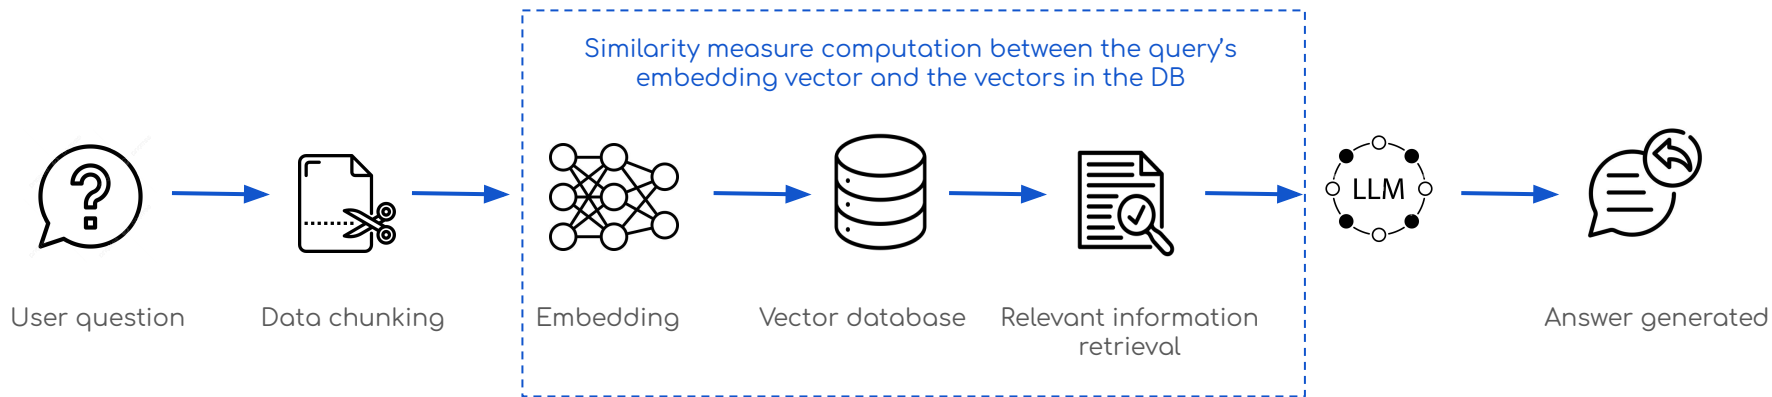 Similarity measure computation between the query's
embedding vector and the vectors in the DB
?
LLM
User question
Data chunking
Embedding
Vector database
Relevant information
retrieval
Answer generated